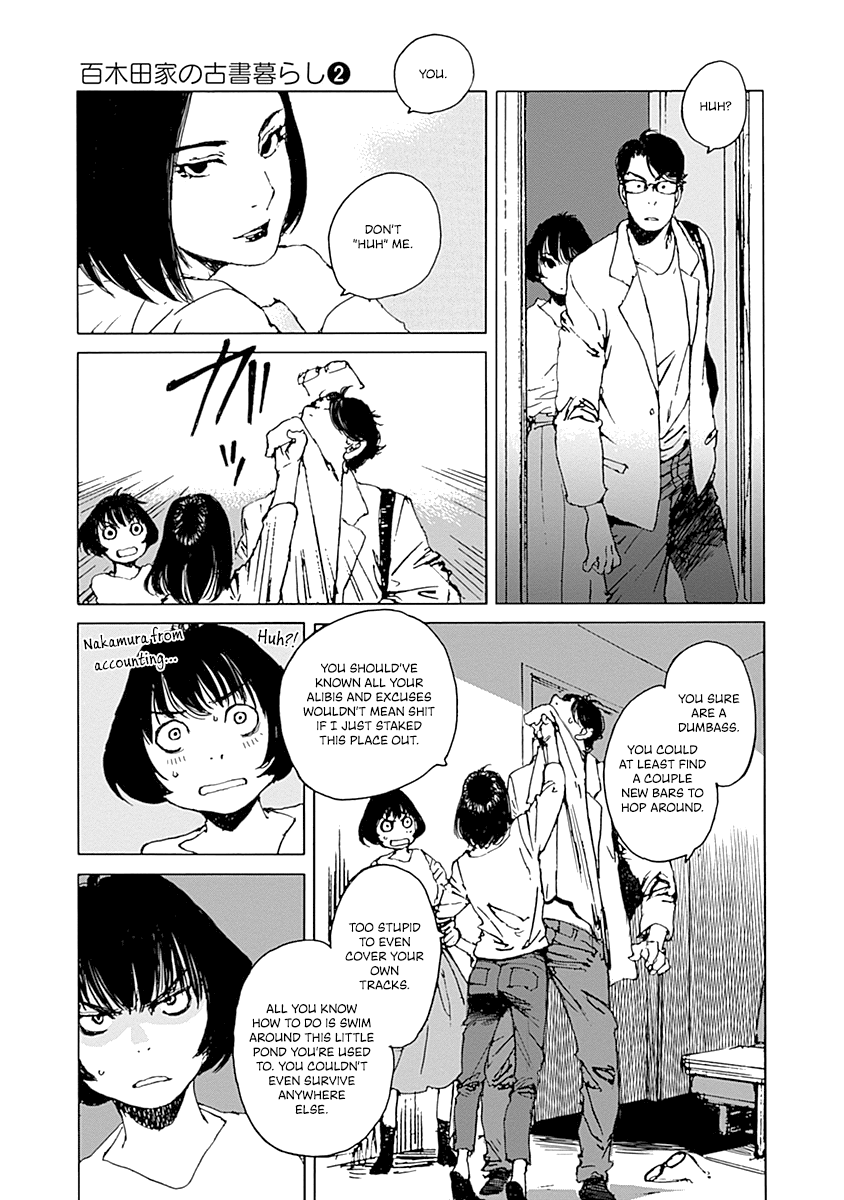 百木田家の古書暮らし❷
HUH?
YOU.
DON'T
"HUH" ME.
ガッ
YOU SURE
ARE A
DUMBASS.
YOU COULD
AT LEAST FIND
A COUPLE
NEW BARS TO
HOP AROUND.
YOU SHOULD'VE
KNOWN ALL YOUR
ALIBIS AND EXCUSES
WOULDN'T MEAN SHIT
IF I JUST STAKED
THIS PLACE OUT.
Huh?!
Nakamura from
accounting...
TOO STUPID
TO EVEN
COVER YOUR
OWN
TRACKS.
ALL YOU KNOW
HOW TO DO IS SWIM
AROUND THIS LITTLE
POND YOU'RE USED
TO. YOU COULDN'T
EVEN SURVIVE
ANYWHERE
ELSE.